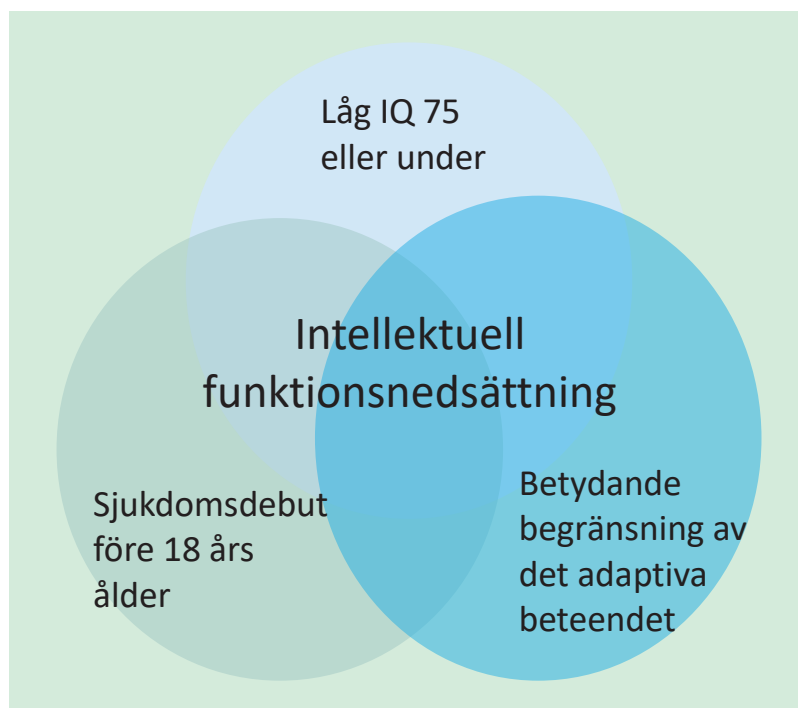 Låg IQ 75
eller under
Intellektuell
funktionsnedsättning
Sjukdomsdebut
före 18 års
ålder
Betydande
begränsning av
det adaptiva
beteendet